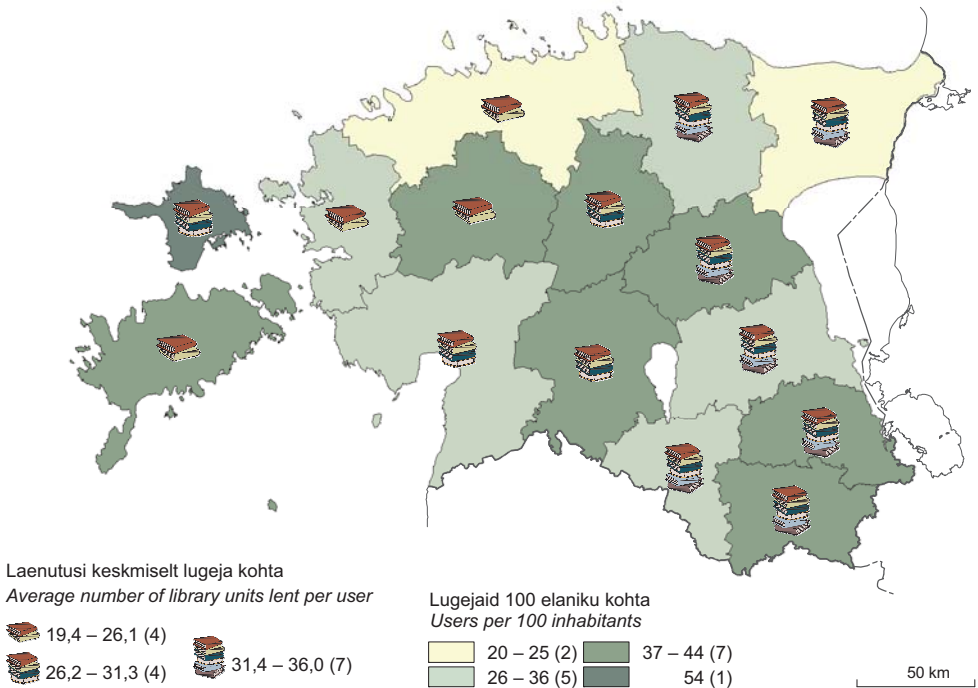 Laenutusi keskmiselt lugeja kohta
Average number of library units lent per user
19,4 – 26,1 (4)
26,2 – 31,3 (4)
31,4 – 36,0 (7)
Lugejaid 100 elaniku kohta
Users per 100 inhabitants
20 – 25 (2)
26 – 36 (5)
37 – 44 (7)
54 (1)
50 km